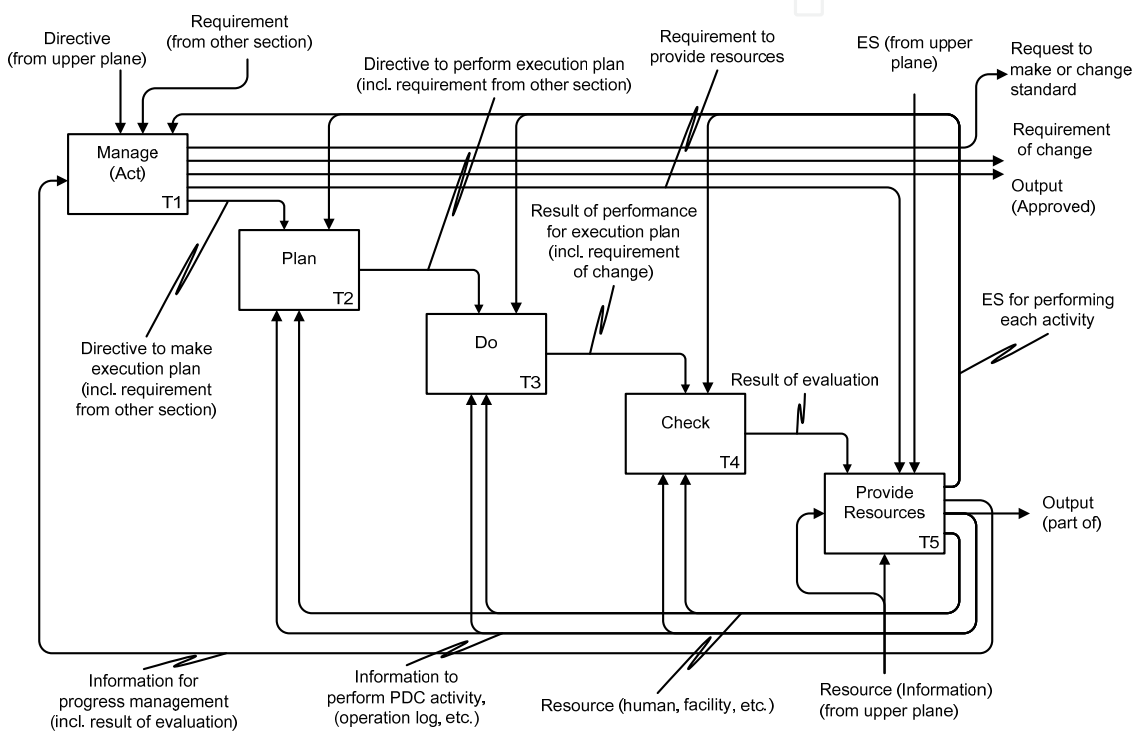 Directive
(from upper plane)
Requirement
(from other section)
Directive to perform execution plan
(incl. requirement from other section)
Requirement to
provide resources
ES (from upper
plane)
Request to
make or change
standard
Requirement
of change
Output
(Approved)
Manage
(Act)
T1
Plan
T2
Result of performance
for execution plan
(incl. requirement
of change)
Do
T3
ES for performing
each activity
Directive to make
execution plan
(incl. requirement
from other section)
Result of evaluation
Check
T4
Provide
Resources
T5
Output
(part of)
Information for
progress management
(incl. result of evaluation)
Information to
perform PDC activity,
(operation log, etc.)
Resource (human, facility, etc.)
Resource (Information)
(from upper plane)